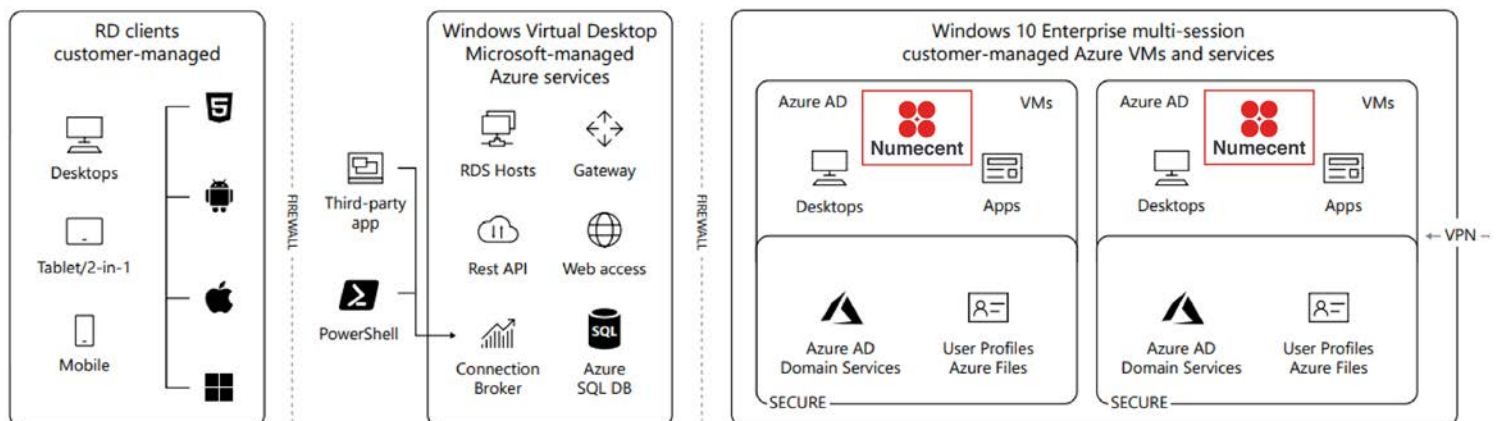 RD clients
customer-managed
5
Desktops
Tablet/2-in-1
Mobile
FIREWALL
Third-party
app
PowerShell
Windows Virtual Desktop
Microsoft-managed
Azure services
RDS Hosts
Gateway
Rest API
Web access
SQL
Connection
Broker
Azure
SQL DB
FIREWALL
Windows 10 Enterprise multi-session
customer-managed Azure VMs and services
Azure AD
Numecent
VMs
Desktops
Apps
Azure AD
Domain Services
User Profiles
Azure Files
SECURE
Azure AD
Numecent
VMs
Desktops
Apps
Azure AD
Domain Services
User Profiles
Azure Files
SECURE
VPN